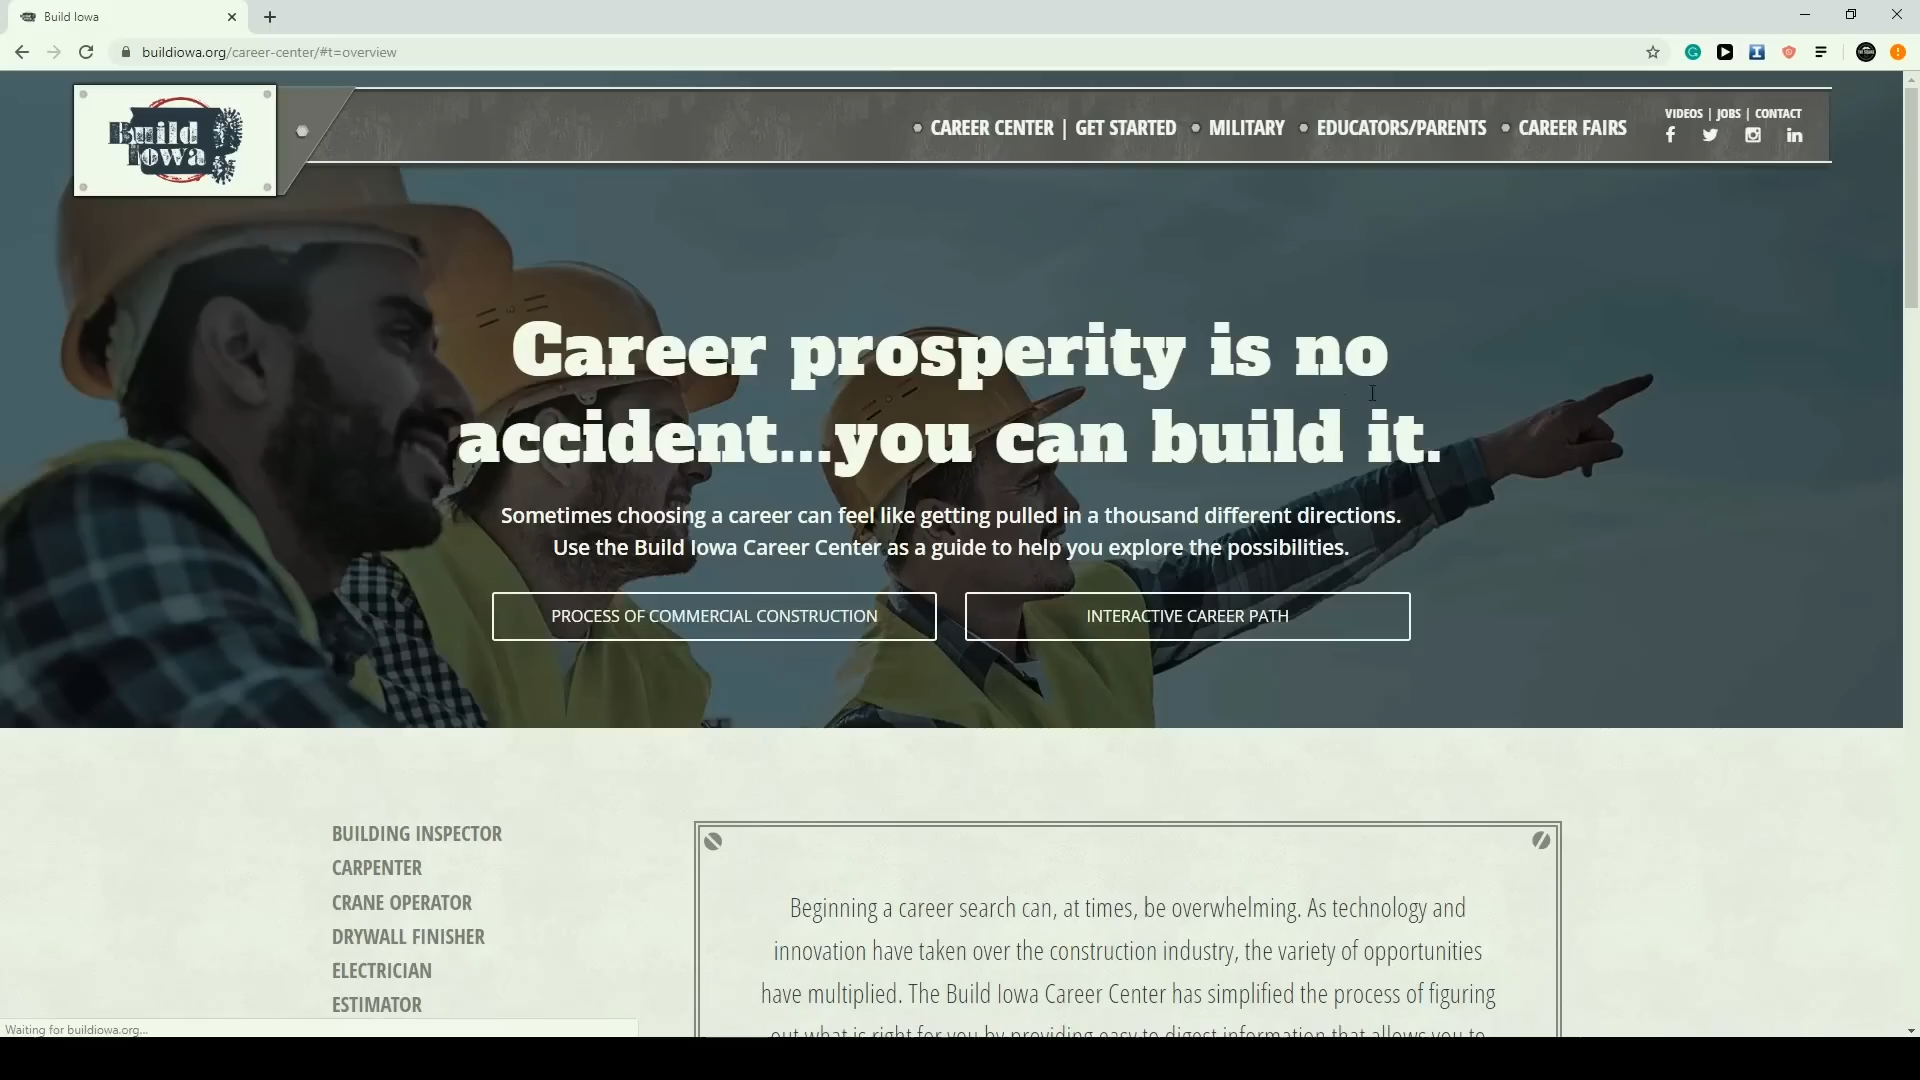 Build Iowa
buildiowa.org/career-center/#t=overview
Build
Iowa
CAREER CENTER | GET STARTED MILITARY EDUCATORS/PARENTS CAREER FAIRS
VIDEOS | JOBS | CONTACT
Career prosperity is no
accident...you can build it.
Sometimes choosing a career can feel like getting pulled in a thousand different directions.
Use the Build Iowa Career Center as a guide to help you explore the possibilities.
PROCESS OF COMMERCIAL CONSTRUCTION
INTERACTIVE CAREER PATH
BUILDING INSPECTOR
CARPENTER
CRANE OPERATOR
DRYWALL FINISHER
ELECTRICIAN
ESTIMATOR
Beginning a career search can, at times, be overwhelming. As technology and
innovation have taken over the construction industry, the variety of opportunities
have multiplied. The Build Iowa Career Center has simplified the process of figuring
out what is right for you by providing easy to digest information that allows you to
Waiting for buildiowa.org...